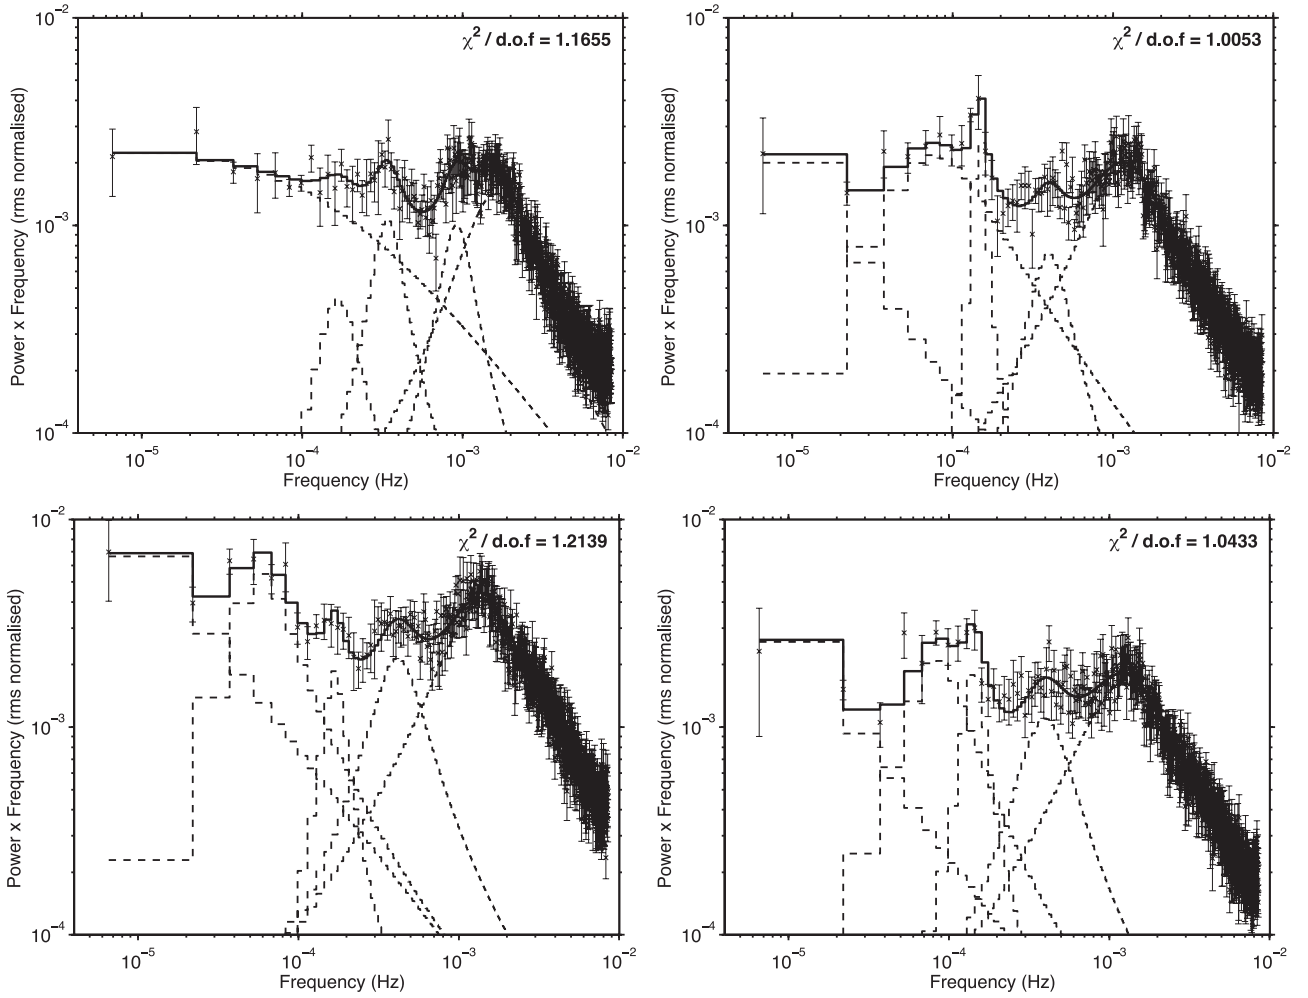 10⁻²
χ² / d.o.f = 1.1655
10⁻³
10⁻⁴
Power x Frequency (rms normalised)
10⁻⁵
10⁻⁴
10⁻³
10⁻²
Frequency (Hz)
10⁻²
χ² / d.o.f = 1.0053
10⁻³
10⁻⁴
Power x Frequency (rms normalised)
10⁻⁵
10⁻⁴
10⁻³
10⁻²
Frequency (Hz)
10⁻²
χ² / d.o.f = 1.2139
10⁻³
10⁻⁴
Power x Frequency (rms normalised)
10⁻⁵
10⁻⁴
10⁻³
10⁻²
Frequency (Hz)
10⁻²
χ² / d.o.f = 1.0433
10⁻³
10⁻⁴
Power x Frequency (rms normalised)
10⁻⁵
10⁻⁴
10⁻³
10⁻²
Frequency (Hz)